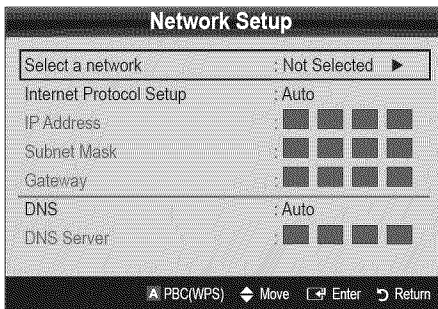 Network Setup
Select a network : Not Selected ►
Internet Protocol Setup : Auto
IP Address :
Subnet Mask :
Gateway :
DNS : Auto
DNS Server :
A PBC(WPS) Move Enter Return